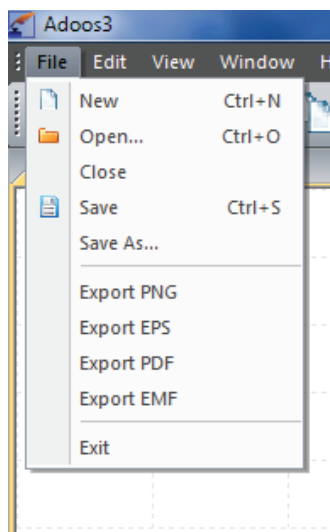 Adoos3
File Edit View Window H
New Ctrl+N
Open... Ctrl+O
Close
Save Ctrl+S
Save As...
Export PNG
Export EPS
Export PDF
Export EMF
Exit